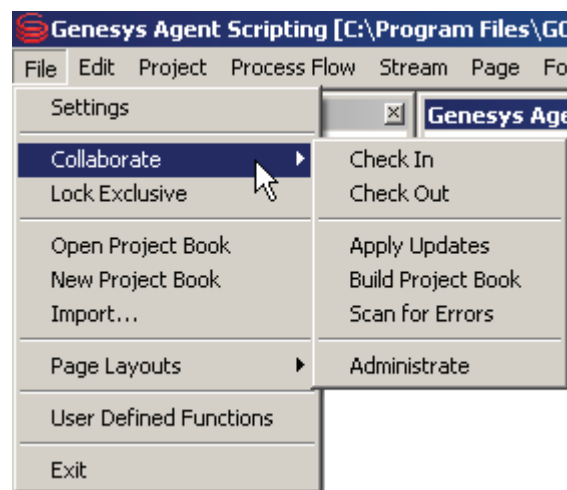 Genesys Agent Scripting [C:\Program Files\GC
File Edit Project Process Flow Stream Page Fo
Settings
Genesys Age
Collaborate
Lock Exclusive
Open Project Book
New Project Book
Import...
Page Layouts
User Defined Functions
Exit
Check In
Check Out
Apply Updates
Build Project Book
Scan for Errors
Administrate